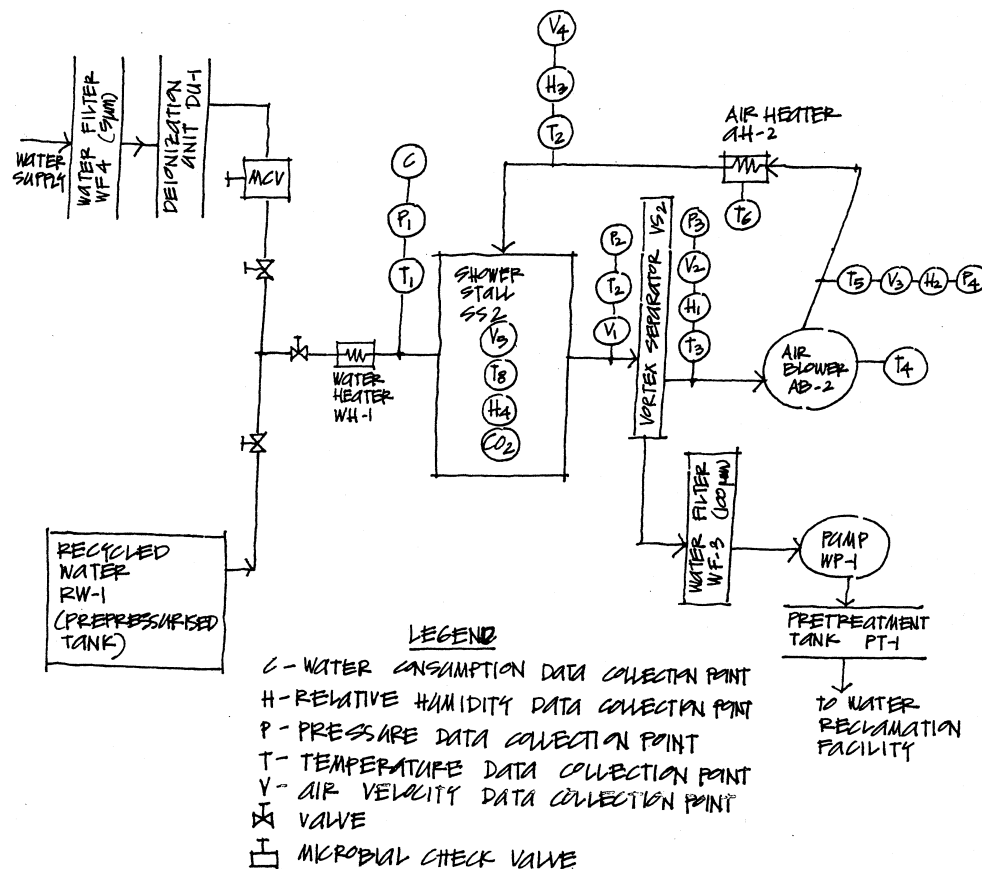 WATER SUPPLY
WATER FILTER
WF4 (5µm)
DEIONIZATION
UNIT DU-1
MCV
C
P1
T1
V4
H3
T2
AIR HEATER
AH-2
T6
SHOWER
STALL
SS2
V5
T8
H4
CO2
P2
T2
V1
VORTEX SEPARATOR VS2
P3
V2
H1
T3
T5
V3
H2
P4
AIR
BLOWER
AB-2
T4
WATER
HEATER
WH-1
WATER FILTER
WF-3 (100 µm)
PUMP
WP-1
PRETREATMENT
TANK PT-1
TO WATER
RECLAMATION
FACILITY
RECYCLED
WATER
RW-1
(PREPRESSURISED
TANK)
LEGEND
C - WATER CONSUMPTION DATA COLLECTION POINT
H - RELATIVE HUMIDITY DATA COLLECTION POINT
P - PRESSURE DATA COLLECTION POINT
T - TEMPERATURE DATA COLLECTION POINT
V - AIR VELOCITY DATA COLLECTION POINT
VALVE
MICROBIAL CHECK VALVE